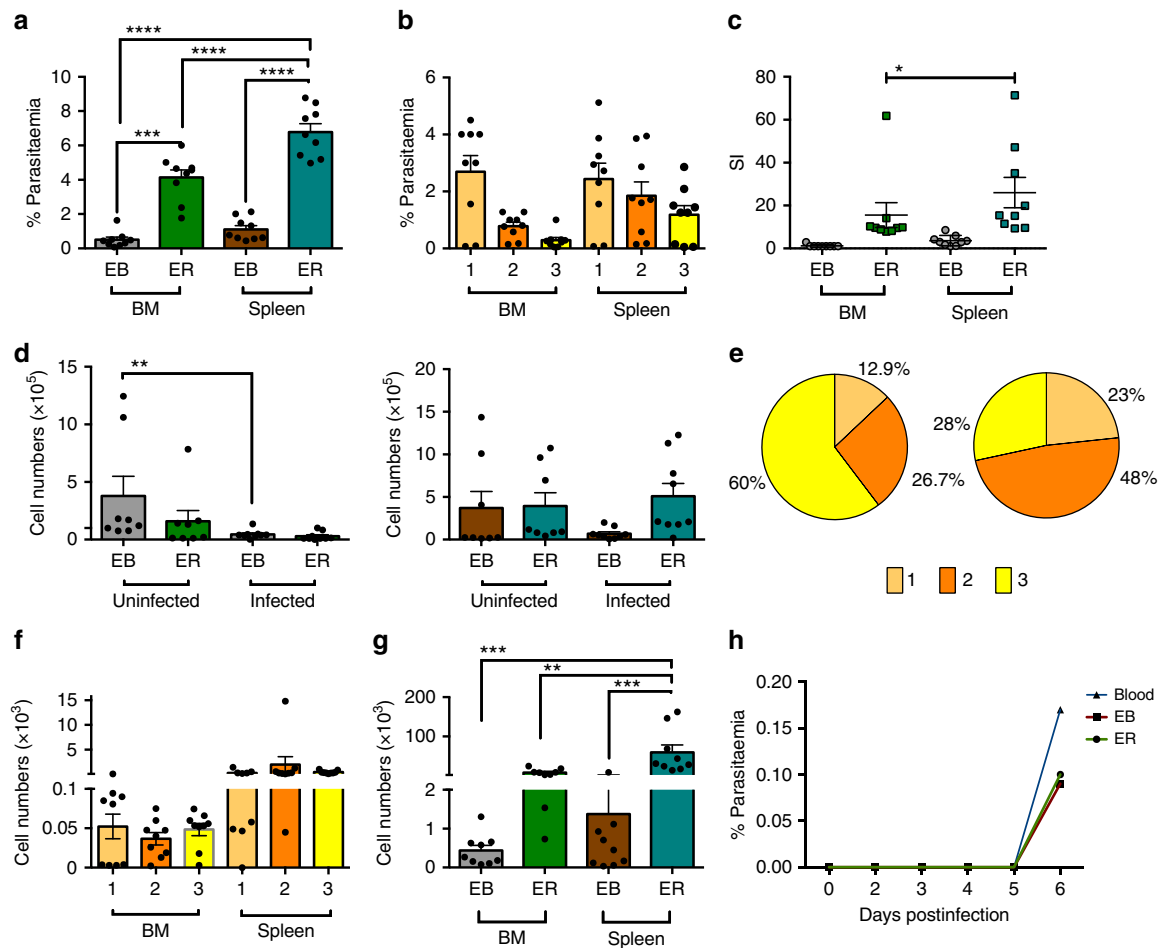 a
****
****
****
***
% Parasitaemia
10
8
6
4
2
0
EB ER EB ER
BM Spleen
b
% Parasitaemia
6
4
2
0
1 2 3 1 2 3
BM Spleen
c
*
SI
80
60
40
20
0
EB ER EB ER
BM Spleen
d
**
Cell numbers (×10⁵)
15
10
5
0
EB ER EB ER
Uninfected Infected
Cell numbers (×10⁵)
20
15
10
5
0
EB ER EB ER
Uninfected Infected
e
12.9%
26.7%
60%
23%
48%
28%
1 2 3
f
Cell numbers (×10³)
15
10
5
0.1
0.05
0
1 2 3 1 2 3
BM Spleen
g
***
**
***
Cell numbers (×10³)
200
100
2
1
0
EB ER EB ER
BM Spleen
h
% Parasitaemia
0.20
0.15
0.10
0.05
0.00
0 2 3 4 5 6
Days postinfection
Blood
EB
ER